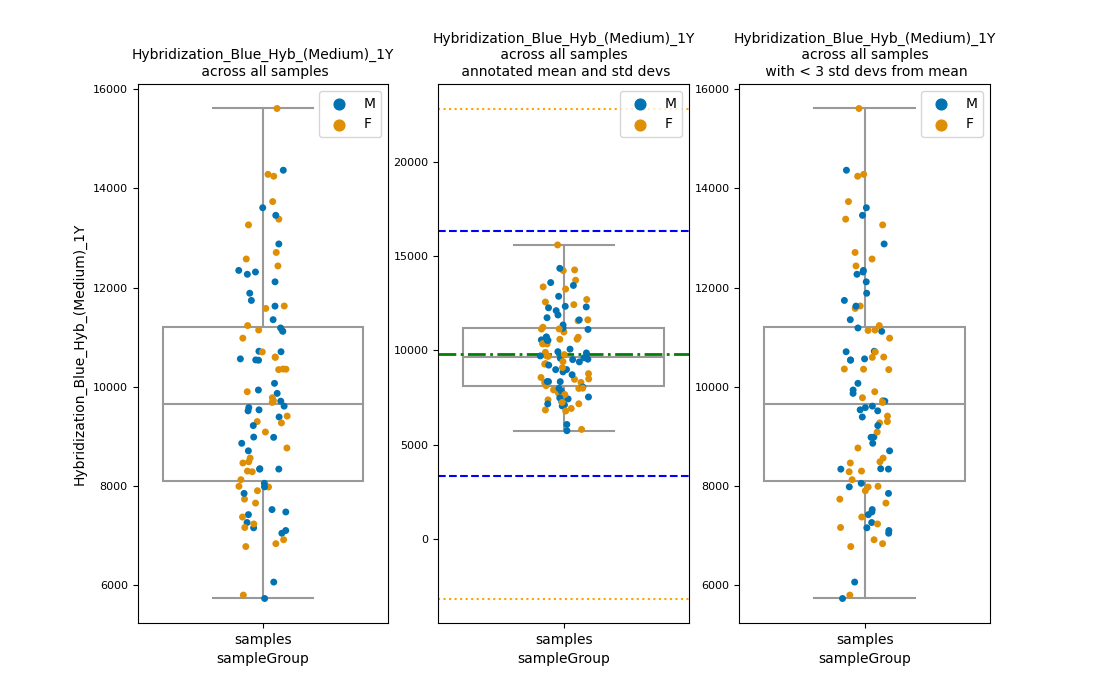 Hybridization_Blue_Hyb_(Medium)_1Y
across all samples
Hybridization_Blue_Hyb_(Medium)_1Y
16000
14000
12000
10000
8000
6000
M
F
samples
sampleGroup
Hybridization_Blue_Hyb_(Medium)_1Y
across all samples
annotated mean and std devs
20000
15000
10000
5000
0
M
F
samples
sampleGroup
Hybridization_Blue_Hyb_(Medium)_1Y
across all samples
with < 3 std devs from mean
16000
14000
12000
10000
8000
6000
M
F
samples
sampleGroup